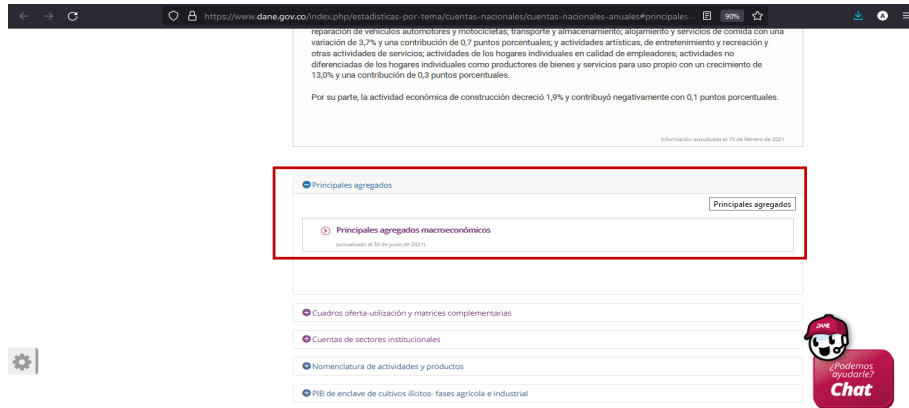 https://www.dane.gov.co/index.php/estadisticas-por-tema/cuentas-nacionales/cuentas-nacionales-anuales#principales-
90%
reparación de vehículos automotores y motocicletas; transporte y almacenamiento; alojamiento y servicios de comida con una
variación de 3,7% y una contribución de 0,7 puntos porcentuales; y actividades artísticas, de entretenimiento y recreación y
otras actividades de servicios; actividades de los hogares individuales en calidad de empleadores; actividades no
diferenciadas de los hogares individuales como productores de bienes y servicios para uso propio con un crecimiento de
13,0% y una contribución de 0,3 puntos porcentuales.
Por su parte, la actividad económica de construcción decreció 1,9% y contribuyó negativamente con 0,1 puntos porcentuales.
Información actualizada el 15 de febrero de 2021
Principales agregados
Principales agregados
Principales agregados macroeconómicos
(actualizado el 30 de junio de 2021)
Cuadros oferta-utilización y matrices complementarias
Cuentas de sectores institucionales
Nomenclatura de actividades y productos
PIB de enclave de cultivos ilícitos- fases agrícola e industrial
DANE
¿Podemos
ayudarle?
Chat